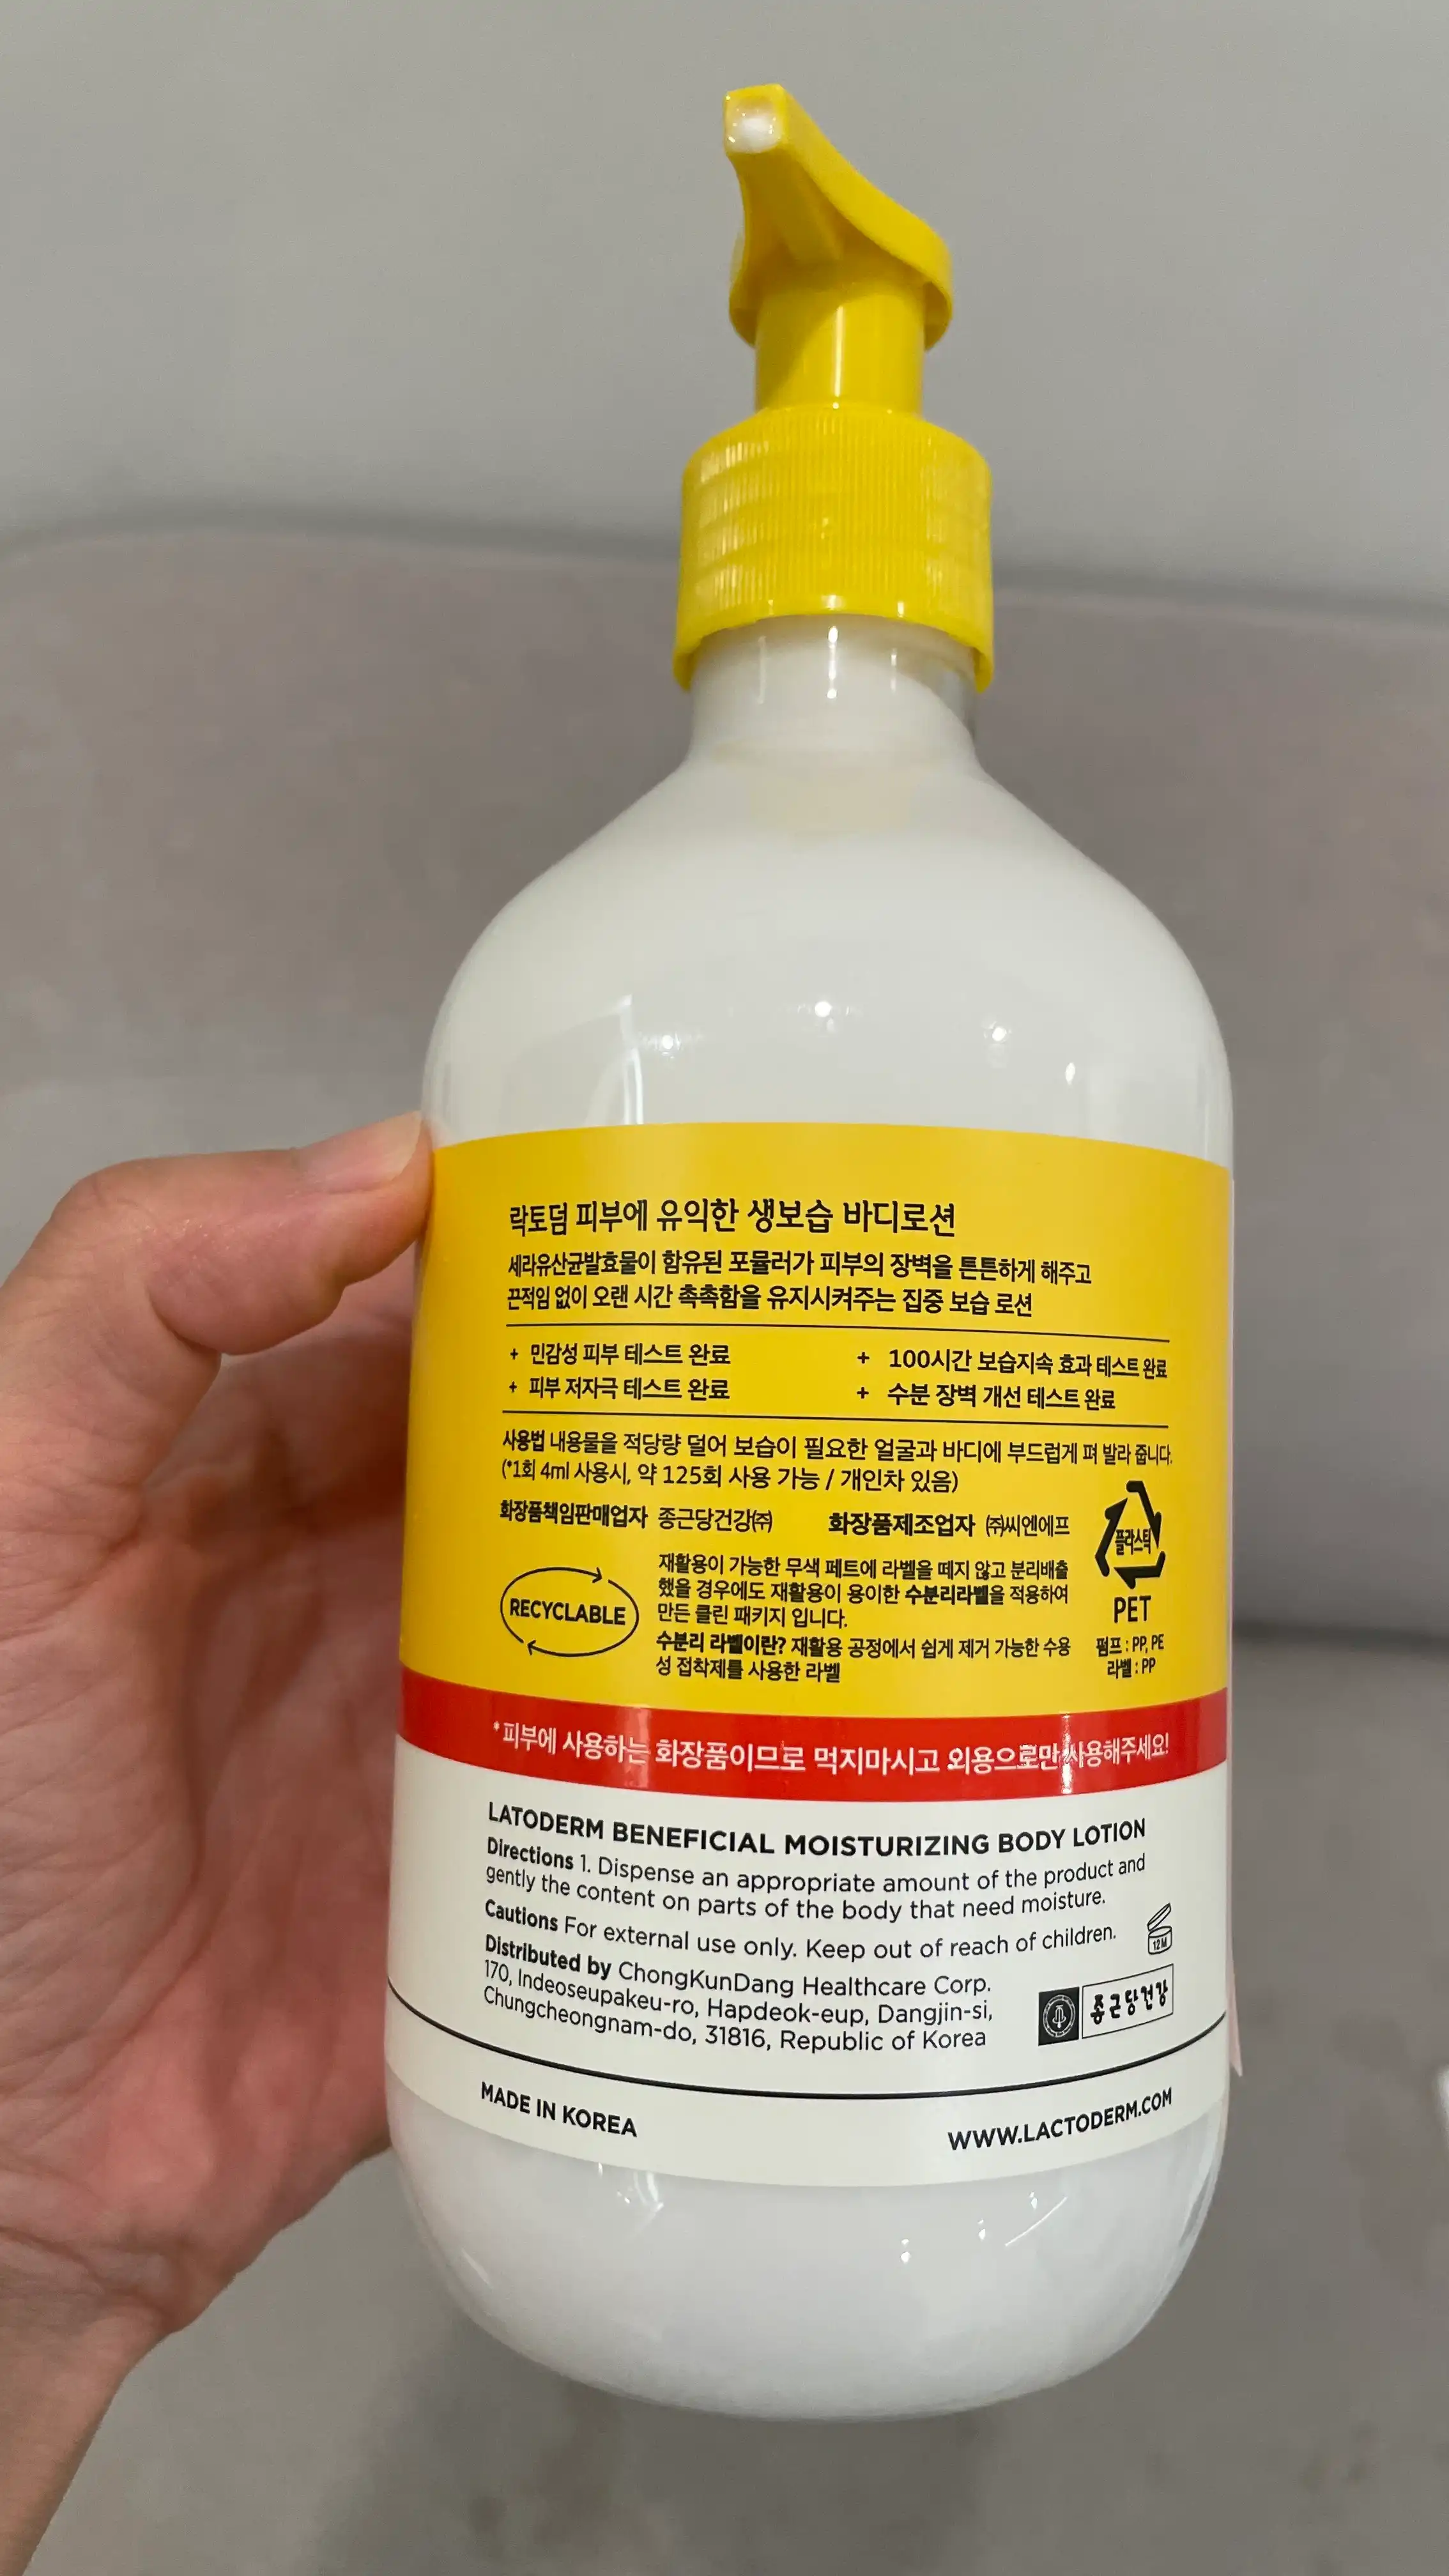 락토덤 피부에 유익한 생보습 바디로션
세라유산균발효물이 함유된 포뮬러가 피부의 장벽을 튼튼하게 해주고
끈적임 없이 오랜 시간 촉촉함을 유지시켜주는 집중 보습 로션
+ 민감성 피부 테스트 완료
+ 100시간 보습지속 효과 테스트 완료
+ 피부 저자극 테스트 완료
+ 수분 장벽 개선 테스트 완료
사용법 내용물을 적당량 덜어 보습이 필요한 얼굴과 바디에 부드럽게 펴 발라 줍니다.
(*1회 4ml 사용시, 약 125회 사용 가능 / 개인차 있음)
화장품책임판매업자 종근당건강㈜ 화장품제조업자 ㈜씨엔에프
RECYCLABLE
재활용이 가능한 무색 페트에 라벨을 떼지 않고 분리배출
했을 경우에도 재활용이 용이한 수분리라벨을 적용하여
만든 클린 패키지 입니다.
수분리 라벨이란? 재활용 공정에서 쉽게 제거 가능한 수용
성 접착제를 사용한 라벨
플라스틱
PET
펌프 : PP, PE
라벨 : PP
*피부에 사용하는 화장품이므로 먹지마시고 외용으로만 사용해주세요!
LATODERM BENEFICIAL MOISTURIZING BODY LOTION
Directions 1. Dispense an appropriate amount of the product and
gently the content on parts of the body that need moisture.
Cautions For external use only. Keep out of reach of children.
12M
Distributed by ChongKunDang Healthcare Corp.
170, Indeoseupakeu-ro, Hapdeok-eup, Dangjin-si,
Chungcheongnam-do, 31816, Republic of Korea
종근당건강
MADE IN KOREA
WWW.LACTODERM.COM